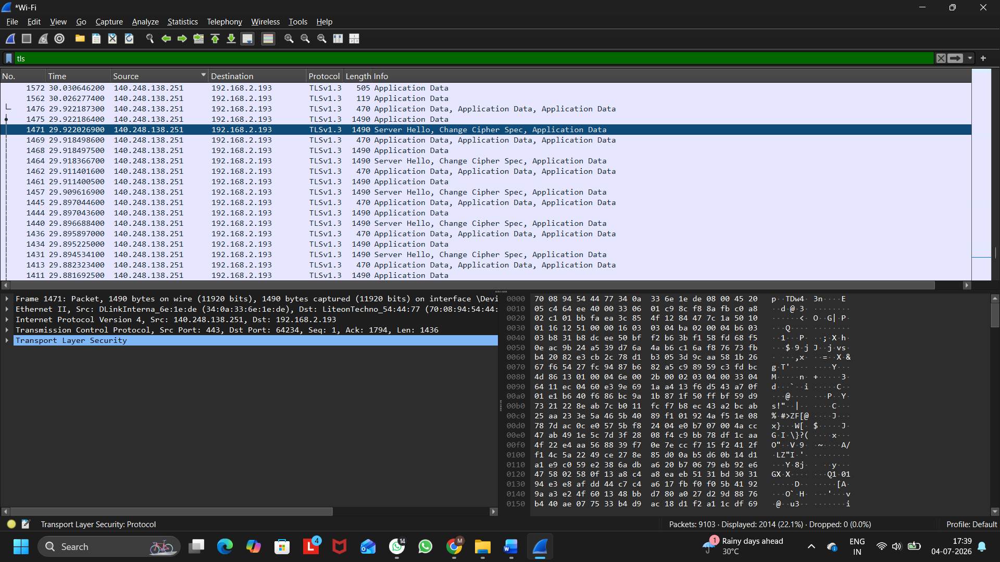 *Wi-Fi
File Edit View Go Capture Analyze Statistics Telephony Wireless Tools Help
tls
No. Time Source Destination Protocol Length Info
1572 30.030646200 140.248.138.251 192.168.2.193 TLSv1.3 505 Application Data
1562 30.026277400 140.248.138.251 192.168.2.193 TLSv1.3 119 Application Data
1476 29.922187300 140.248.138.251 192.168.2.193 TLSv1.3 470 Application Data, Application Data, Application Data
1475 29.922186400 140.248.138.251 192.168.2.193 TLSv1.3 1490 Application Data
1471 29.922026900 140.248.138.251 192.168.2.193 TLSv1.3 1490 Server Hello, Change Cipher Spec, Application Data
1469 29.918498600 140.248.138.251 192.168.2.193 TLSv1.3 470 Application Data, Application Data, Application Data
1468 29.918497500 140.248.138.251 192.168.2.193 TLSv1.3 1490 Application Data
1464 29.918366700 140.248.138.251 192.168.2.193 TLSv1.3 1490 Server Hello, Change Cipher Spec, Application Data
1462 29.911401600 140.248.138.251 192.168.2.193 TLSv1.3 470 Application Data, Application Data, Application Data
1461 29.911400500 140.248.138.251 192.168.2.193 TLSv1.3 1490 Application Data
1457 29.909616900 140.248.138.251 192.168.2.193 TLSv1.3 1490 Server Hello, Change Cipher Spec, Application Data
1445 29.897044600 140.248.138.251 192.168.2.193 TLSv1.3 470 Application Data, Application Data, Application Data
1444 29.897043600 140.248.138.251 192.168.2.193 TLSv1.3 1490 Application Data
1440 29.896688400 140.248.138.251 192.168.2.193 TLSv1.3 1490 Server Hello, Change Cipher Spec, Application Data
1436 29.895897000 140.248.138.251 192.168.2.193 TLSv1.3 470 Application Data, Application Data, Application Data
1434 29.895225000 140.248.138.251 192.168.2.193 TLSv1.3 1490 Application Data
1431 29.894534100 140.248.138.251 192.168.2.193 TLSv1.3 1490 Server Hello, Change Cipher Spec, Application Data
1413 29.882323400 140.248.138.251 192.168.2.193 TLSv1.3 470 Application Data, Application Data, Application Data
1411 29.881692500 140.248.138.251 192.168.2.193 TLSv1.3 1490 Application Data
Frame 1471: Packet, 1490 bytes on wire (11920 bits), 1490 bytes captured (11920 bits) on interface \Devi
Ethernet II, Src: DLinkInterna_6e:1e:de (34:0a:33:6e:1e:de), Dst: LiteonTechno_54:44:77 (70:08:94:54:44:
Internet Protocol Version 4, Src: 140.248.138.251, Dst: 192.168.2.193
Transmission Control Protocol, Src Port: 443, Dst Port: 64234, Seq: 1, Ack: 1794, Len: 1436
Transport Layer Security
0000 70 08 94 54 44 77 34 0a 33 6e 1e de 08 00 45 20 p··TDw4· 3n····E
0010 05 c4 64 ee 40 00 33 06 01 c9 8c f8 8a fb c0 a8 ··d·@·3· ········
0020 02 c1 01 bb fa ea 3c 85 4f 12 84 47 7c 1a 50 10 ······<· O··G|·P·
0030 01 16 12 51 00 00 16 03 03 04 ba 02 00 04 b6 03 ···Q···· ········
0040 03 b8 31 b8 dc ee 50 bf f2 b6 3b f1 58 fd 68 f5 ··1···P· ··;·X·h·
0050 0e ac 9b 24 a5 39 d7 6a 4a b6 c1 6a f8 76 73 fb ···$·9·j J··j·vs·
0060 b4 20 82 e3 cb 2c 78 d1 b3 05 3d 9c aa 58 1b 26 · ···,x· ··=··X·&
0070 67 f6 54 27 fc 94 87 b6 82 a5 c9 89 59 c3 fd bc g·T'···· ····Y···
0080 4d 86 13 01 00 04 6e 00 2b 00 02 03 04 00 33 04 M·····n· +·····3·
0090 64 11 ec 04 60 e3 9e 69 1a a4 13 f6 d5 43 a7 0f d···`··i ·····C··
00a0 01 e1 b6 40 f6 86 bc 9a 1b 87 1f 50 ff bf 59 d9 ···@···· ···P··Y·
00b0 73 21 22 8e ab 7c b0 11 fc f7 b8 ec 43 a2 bc ab s!"··|·· ····C···
00c0 25 aa 23 3e 5a 46 5b 40 89 f1 01 92 4a f5 1e 08 %·#>ZF[@ ····J···
00d0 78 7d ac 0c e0 57 5b f8 24 04 e0 b7 07 00 4a cc x}···W[· $·····J·
00e0 47 ab 49 1e 5c 7d 3f 28 08 f4 c9 bb 78 df 1c aa G·I·\}?( ····x···
00f0 4f 22 e4 aa 56 88 39 f7 0e 7e cc f7 15 f2 41 2f O"··V·9· ·~····A/
0100 f1 4c 5a 22 49 ce 27 8e 85 d0 0a b5 d6 0b 14 d1 ·LZ"I·'· ········
0110 a1 e9 c0 59 e2 38 6a db a6 20 b7 06 79 eb 92 e6 ···Y·8j· · ··y···
0120 47 58 02 58 0f 13 a8 c4 a8 ea eb 51 31 bd 30 31 GX·X···· ···Q1·01
0130 94 e3 e8 af dd 44 c7 c4 a6 17 fb f0 f0 5b 41 92 ·····D·· ·····[A·
0140 9a a3 e2 4f 60 13 48 bb d7 80 a0 27 d2 9d 88 76 ···O`·H· ···'···v
0150 b4 40 ae 07 75 33 b4 d9 ac 18 d1 f2 a1 1c df 69 ·@··u3·· ·······i
Transport Layer Security: Protocol
Packets: 9103 · Displayed: 2014 (22.1%) · Dropped: 0 (0.0%)
Profile: Default
Search
L
4
14
M
W
1
Rainy days ahead
30°C
ENG
IN
17:39
04-07-2026